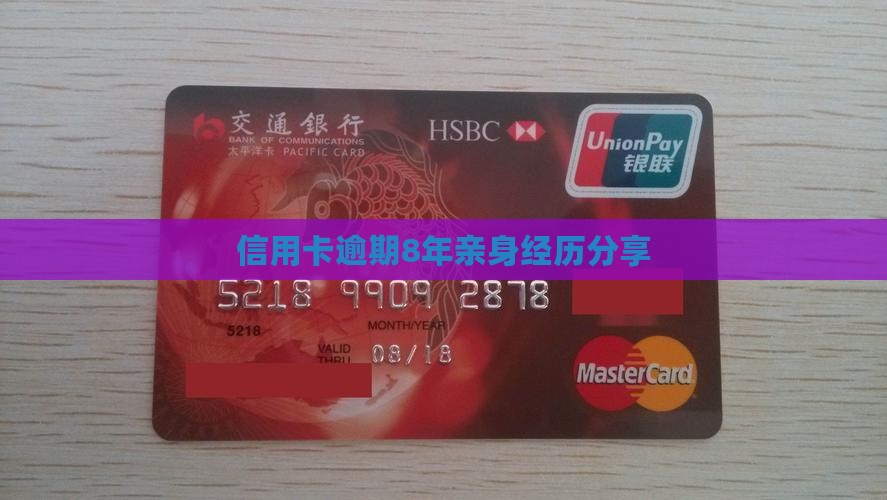 交通銀行
BANK OF COMMUNICATIONS
太平洋卡 PACIFIC CARD
HSBC
UnionPay
银联
信用卡逾期8年亲身经历分享
5218 9909 2878
5218
MONTH/YEAR
VALID THRU 08/18
MasterCard